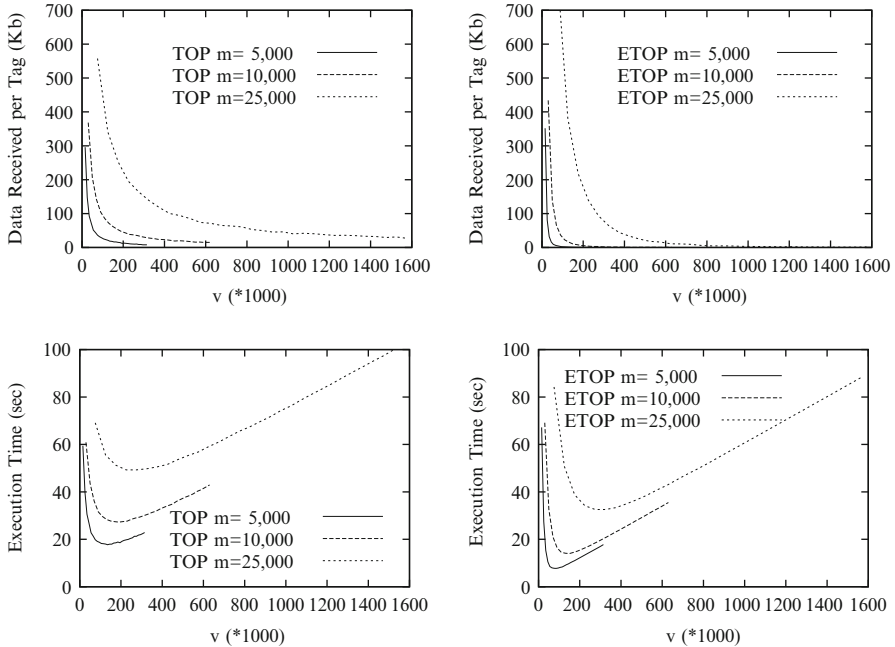 Data Received per Tag (Kb)
700
600
500
400
300
200
100
0
TOP m= 5,000
TOP m=10,000
TOP m=25,000
0 200 400 600 800 1000 1200 1400 1600
v (*1000)
Data Received per Tag (Kb)
700
600
500
400
300
200
100
0
ETOP m= 5,000
ETOP m=10,000
ETOP m=25,000
0 200 400 600 800 1000 1200 1400 1600
v (*1000)
Execution Time (sec)
100
80
60
40
20
0
TOP m= 5,000
TOP m=10,000
TOP m=25,000
0 200 400 600 800 1000 1200 1400 1600
v (*1000)
Execution Time (sec)
100
80
60
40
20
0
ETOP m= 5,000
ETOP m=10,000
ETOP m=25,000
0 200 400 600 800 1000 1200 1400 1600
v (*1000)